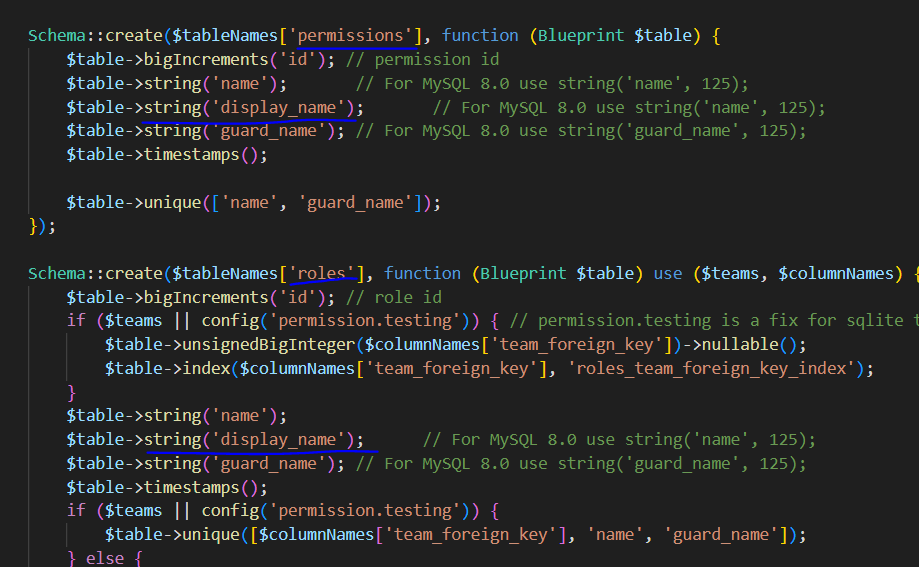 Schema::create($tableNames['permissions'], function (Blueprint $table) {
    $table->bigIncrements('id'); // permission id
    $table->string('name');       // For MySQL 8.0 use string('name', 125);
    $table->string('display_name');       // For MySQL 8.0 use string('name', 125);
    $table->string('guard_name'); // For MySQL 8.0 use string('guard_name', 125);
    $table->timestamps();

    $table->unique(['name', 'guard_name']);
});

Schema::create($tableNames['roles'], function (Blueprint $table) use ($teams, $columnNames) {
    $table->bigIncrements('id'); // role id
    if ($teams || config('permission.testing')) { // permission.testing is a fix for sqlite t
        $table->unsignedBigInteger($columnNames['team_foreign_key'])->nullable();
        $table->index($columnNames['team_foreign_key'], 'roles_team_foreign_key_index');
    }
    $table->string('name');
    $table->string('display_name');      // For MySQL 8.0 use string('name', 125);
    $table->string('guard_name'); // For MySQL 8.0 use string('guard_name', 125);
    $table->timestamps();
    if ($teams || config('permission.testing')) {
        $table->unique([$columnNames['team_foreign_key'], 'name', 'guard_name']);
    } else {